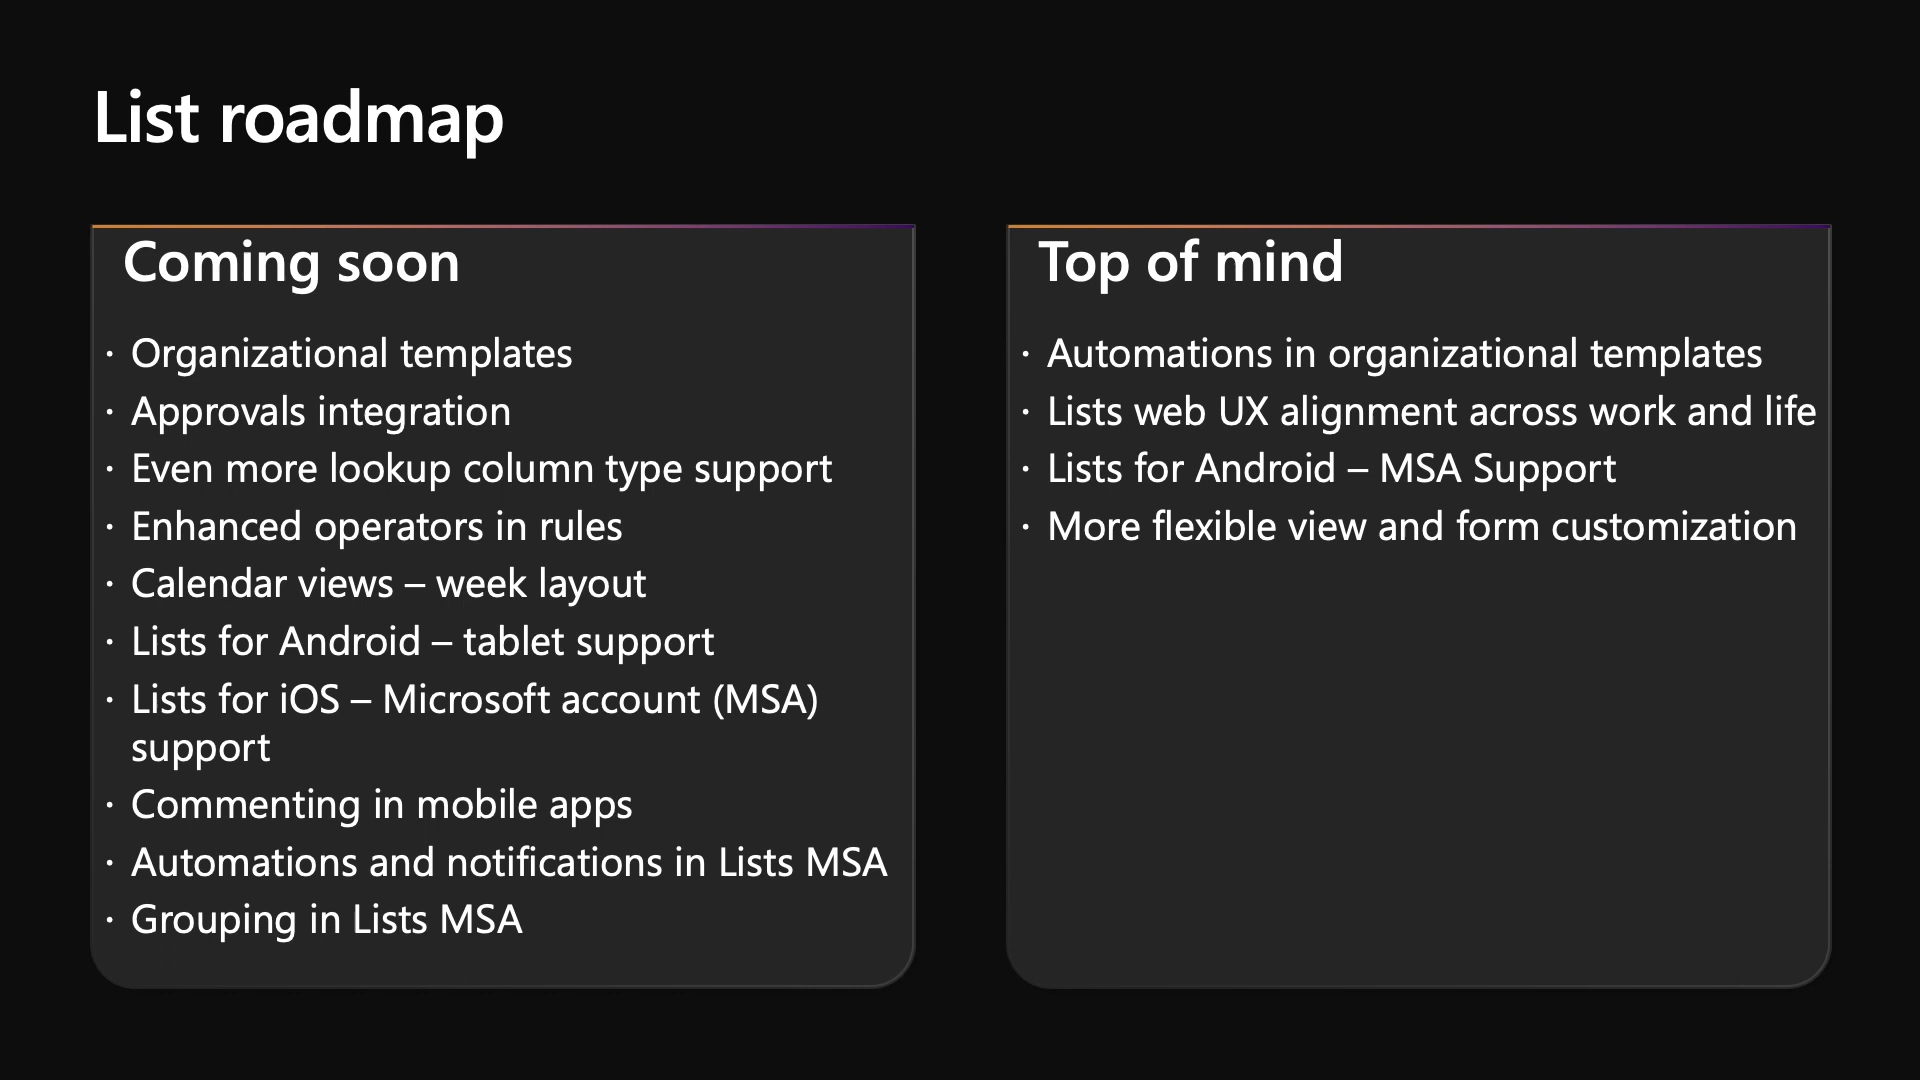 List roadmap
Coming soon
· Organizational templates
· Approvals integration
· Even more lookup column type support
· Enhanced operators in rules
· Calendar views – week layout
· Lists for Android – tablet support
· Lists for iOS – Microsoft account (MSA)
support
· Commenting in mobile apps
· Automations and notifications in Lists MSA
· Grouping in Lists MSA
Top of mind
· Automations in organizational templates
· Lists web UX alignment across work and life
· Lists for Android – MSA Support
· More flexible view and form customization